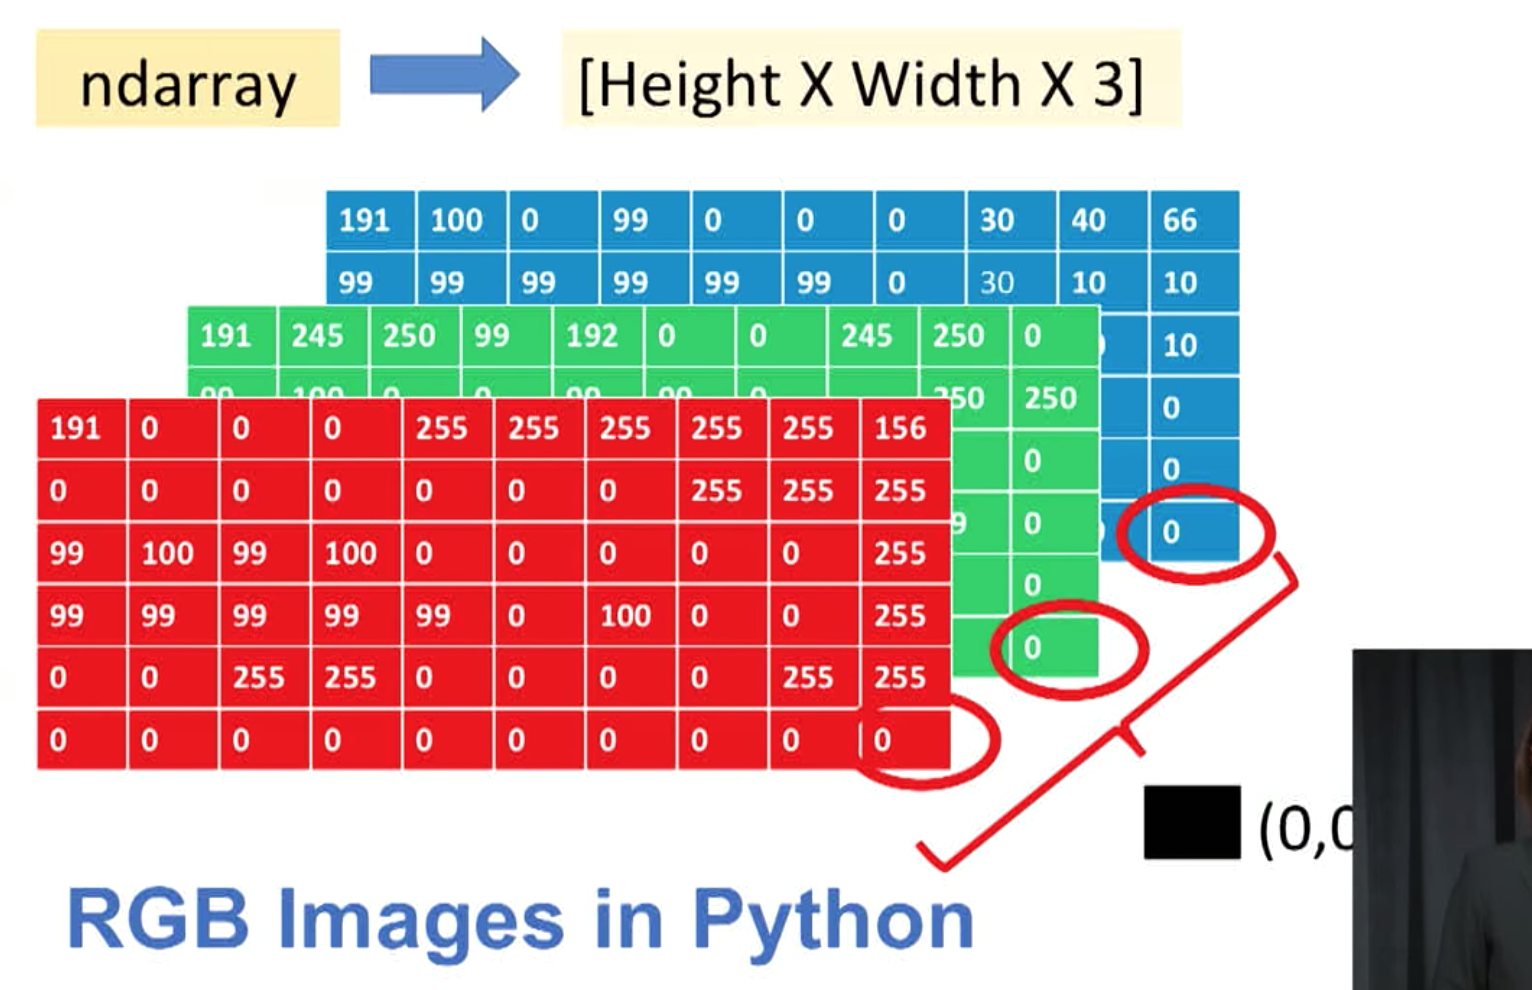 ndarray [Height X Width X 3]
191 100 0 99 0 0 0 30 40 66
99 99 99 99 99 99 0 30 10 10
191 245 250 99 192 0 0 245 250 0
10
250
0
191 0 0 0 255 255 255 255 255 156
0
0
0 0 0 0 0 0 0 255 255 255
0
0
99 100 99 100 0 0 0 0 0 255
0
99 99 99 99 99 0 100 0 0 255
0
0 0 255 255 0 0 0 0 255 255
0 0 0 0 0 0 0 0 0 0
(0,0
RGB Images in Python